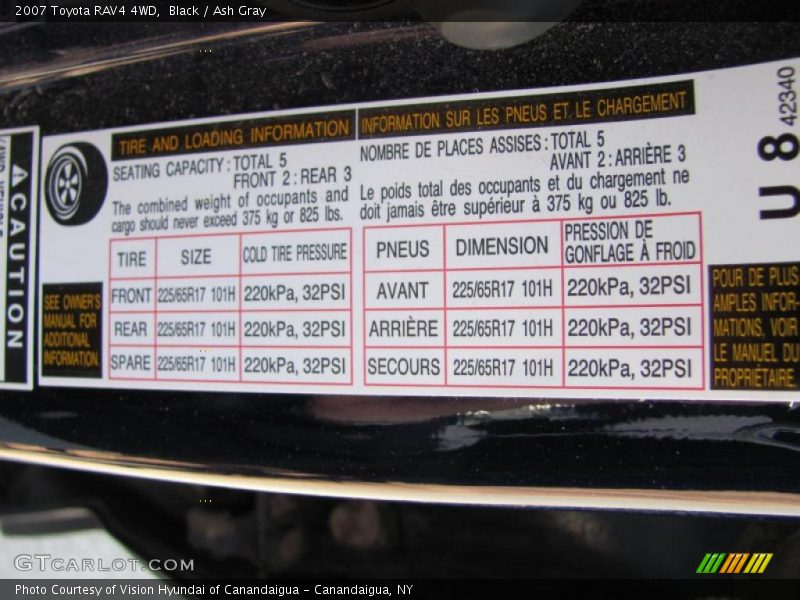 2007 Toyota RAV4 4WD, Black / Ash Gray
CAUTION
TIRE AND LOADING INFORMATION
SEATING CAPACITY: TOTAL 5
FRONT 2: REAR 3
The combined weight of occupants and
cargo should never exceed 375 kg or 825 lbs.
SEE OWNER'S
MANUAL FOR
ADDITIONAL
INFORMATION.
TIRE SIZE COLD TIRE PRESSURE
FRONT 225/65R17 101H 220kPa, 32PSI
REAR 225/65R17 101H 220kPa, 32PSI
SPARE 225/65R17 101H 220kPa, 32PSI
INFORMATION SUR LES PNEUS ET LE CHARGEMENT
NOMBRE DE PLACES ASSISES: TOTAL 5
AVANT 2: ARRIÈRE 3
Le poids total des occupants et du chargement ne
doit jamais être supérieur à 375 kg ou 825 lb.
PNEUS DIMENSION PRESSION DE
GONFLAGE À FROID
AVANT 225/65R17 101H 220kPa, 32PSI
ARRIÈRE 225/65R17 101H 220kPa, 32PSI
SECOURS 225/65R17 101H 220kPa, 32PSI
POUR DE PLUS
AMPLES INFOR-
MATIONS, VOIR
LE MANUEL DU
PROPRIÉTAIRE
U 8 42340
GTCARLOT.COM
Photo Courtesy of Vision Hyundai of Canandaigua - Canandaigua, NY